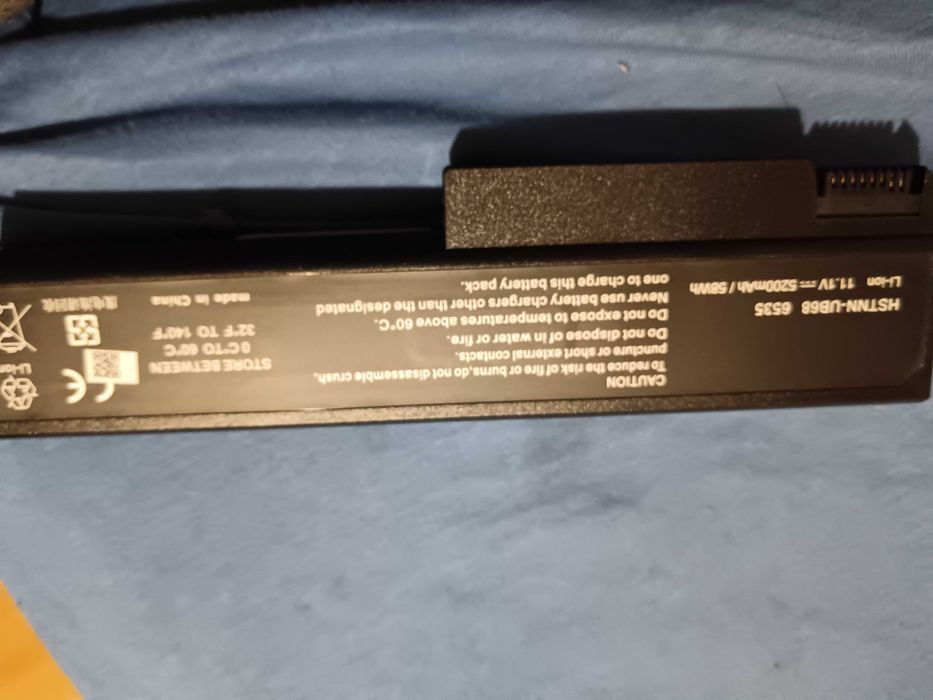 HSTNN-UB68 6535
Li-ion 11.1V 5200mAh / 58Wh
CAUTION
To reduce the risk of fire or burns,do not disassemble crush,
puncture or short external contacts.
Do not dispose of in water or fire.
Do not expose to temperatures above 60°C.
Never use battery chargers other than the designated
one to charge this battery pack.
STORE BETWEEN
0°C TO 60°C
32°F TO 140°F
made in China
CE
Li-ion